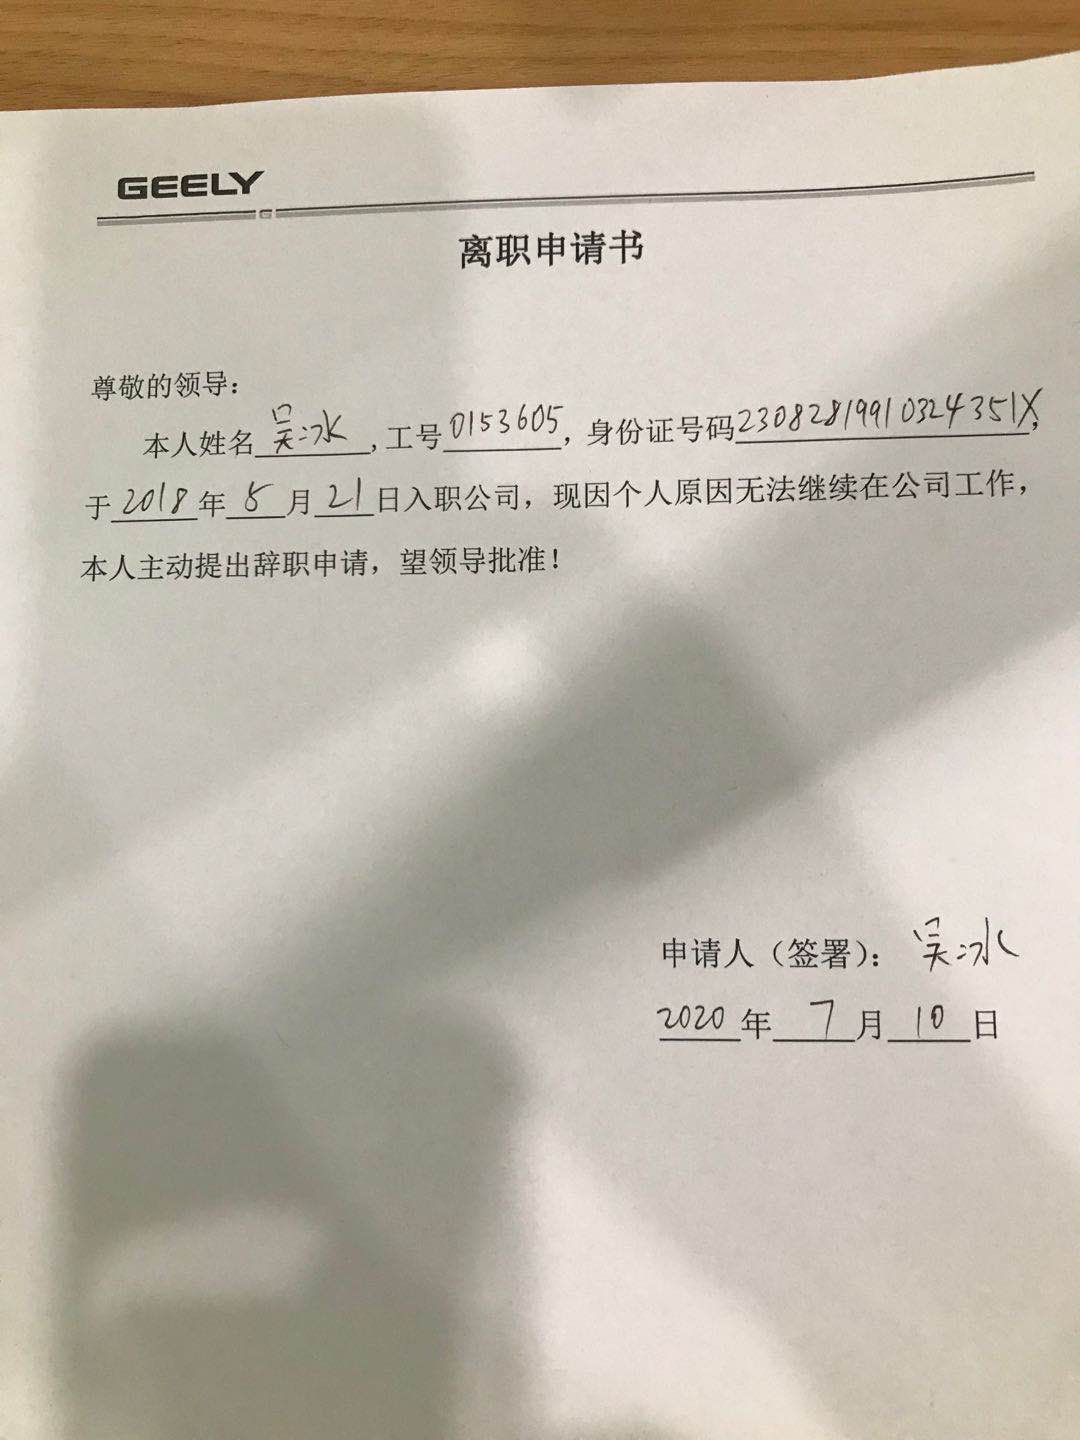 GEELY
离职申请书
尊敬的领导：
本人姓名吴冰，工号0153605，身份证号码23082819910324351X，
于2018年5月21日入职公司，现因个人原因无法继续在公司工作，
本人主动提出辞职申请，望领导批准！
申请人（签署）：吴冰
2020年7月10日